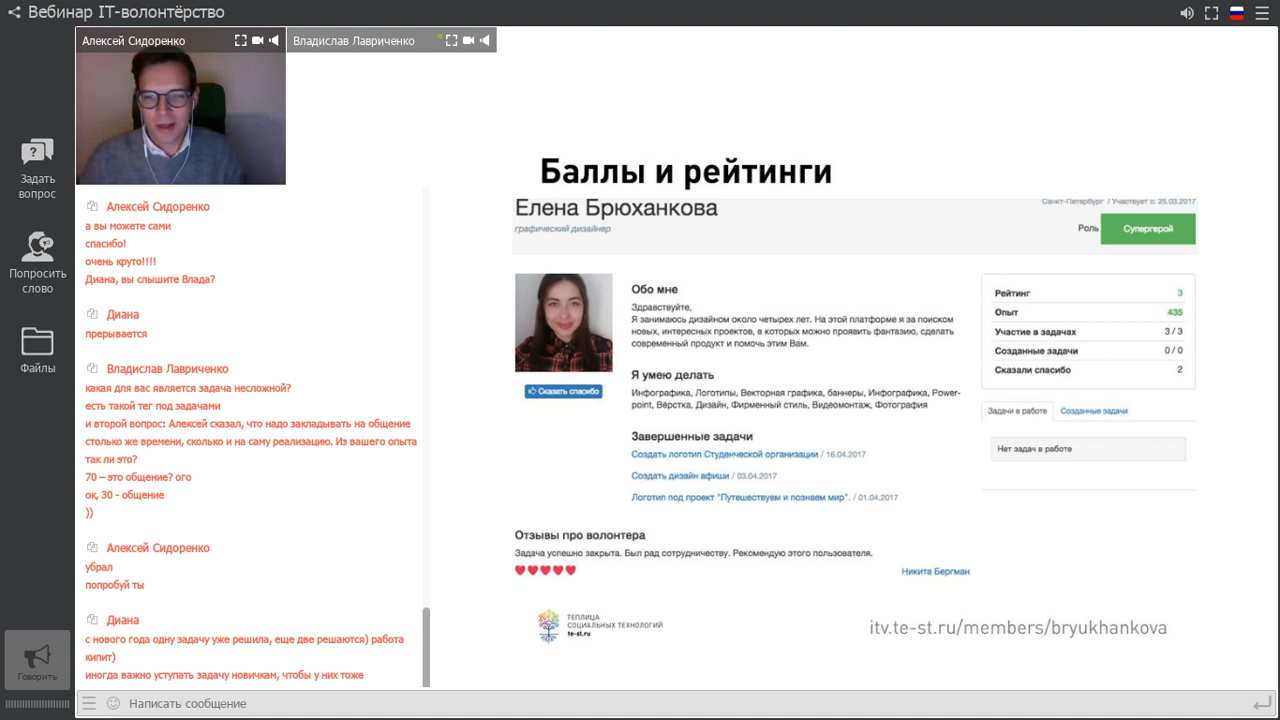 Вебинар IT-волонтёрство
Алексей Сидоренко
Владислав Лавриченко
Задать
вопрос
Попросить
слово
Файлы
Говорить
Алексей Сидоренко
а вы можете сами
спасибо!
очень круто!!!!
Диана, вы слышите Влада?
Диана
прерывается
Владислав Лавриченко
какая для вас является задача несложной?
есть такой тег под задачами
и второй вопрос: Алексей сказал, что надо закладывать на общение
столько же времени, сколько и на саму реализацию. Из вашего опыта
так ли это?
70 – это общение? ого
ок, 30 - общение
))
Алексей Сидоренко
убрал
попробуй ты
Диана
с нового года одну задачу уже решила, еще две решаются) работа
кипит)
иногда важно уступать задачу новичкам, чтобы у них тоже
Написать сообщение
Баллы и рейтинги
Елена Брюханкова
графический дизайнер
Санкт-Петербург / Участвует с: 25.03.2017
Роль Супергерой
Сказать спасибо
Обо мне
Здравствуйте,
Я занимаюсь дизайном около четырех лет. На этой платформе я за поиском
новых, интересных проектов, в которых можно проявить фантазию, сделать
современный продукт и помочь этим Вам.
Я умею делать
Инфографика, Логотипы, Векторная графика, баннеры, Инфографика, Power-
point, Вёрстка, Дизайн, Фирменный стиль, Видеомонтаж, Фотография
Завершенные задачи
Создать логотип Студенческой организации / 16.04.2017
Создать дизайн афиши / 03.04.2017
Логотип под проект "Путешествуем и познаем мир". / 01.04.2017
Рейтинг 3
Опыт 435
Участие в задачах 3 / 3
Созданные задачи 0 / 0
Сказали спасибо 2
Задачи в работе Созданные задачи
Нет задач в работе
Отзывы про волонтера
Задача успешно закрыта. Был рад сотрудничеству. Рекомендую этого пользователя.
Никита Бергман
ТЕПЛИЦА
СОЦИАЛЬНЫХ ТЕХНОЛОГИЙ
te-st.ru
itv.te-st.ru/members/bryukhankova